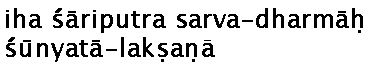 iha śāriputra sarva-dharmāḥ
śūnyatā-lakṣaṇā